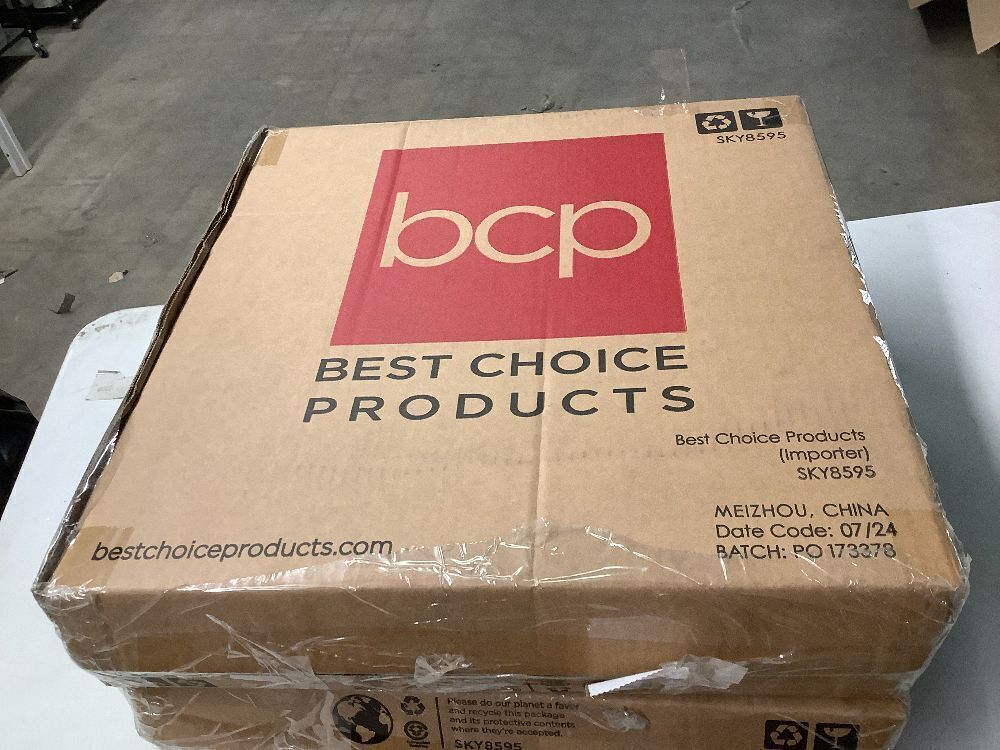 SKY8595
bcp
BEST CHOICE
PRODUCTS
Best Choice Products
(Importer)
SKY8595
MEIZHOU, CHINA
Date Code: 07/24
BATCH: PO 173378
bestchoiceproducts.com
Please do our planet a favor
and recycle this package
and its protective contents
where they're accepted.
SKY8595